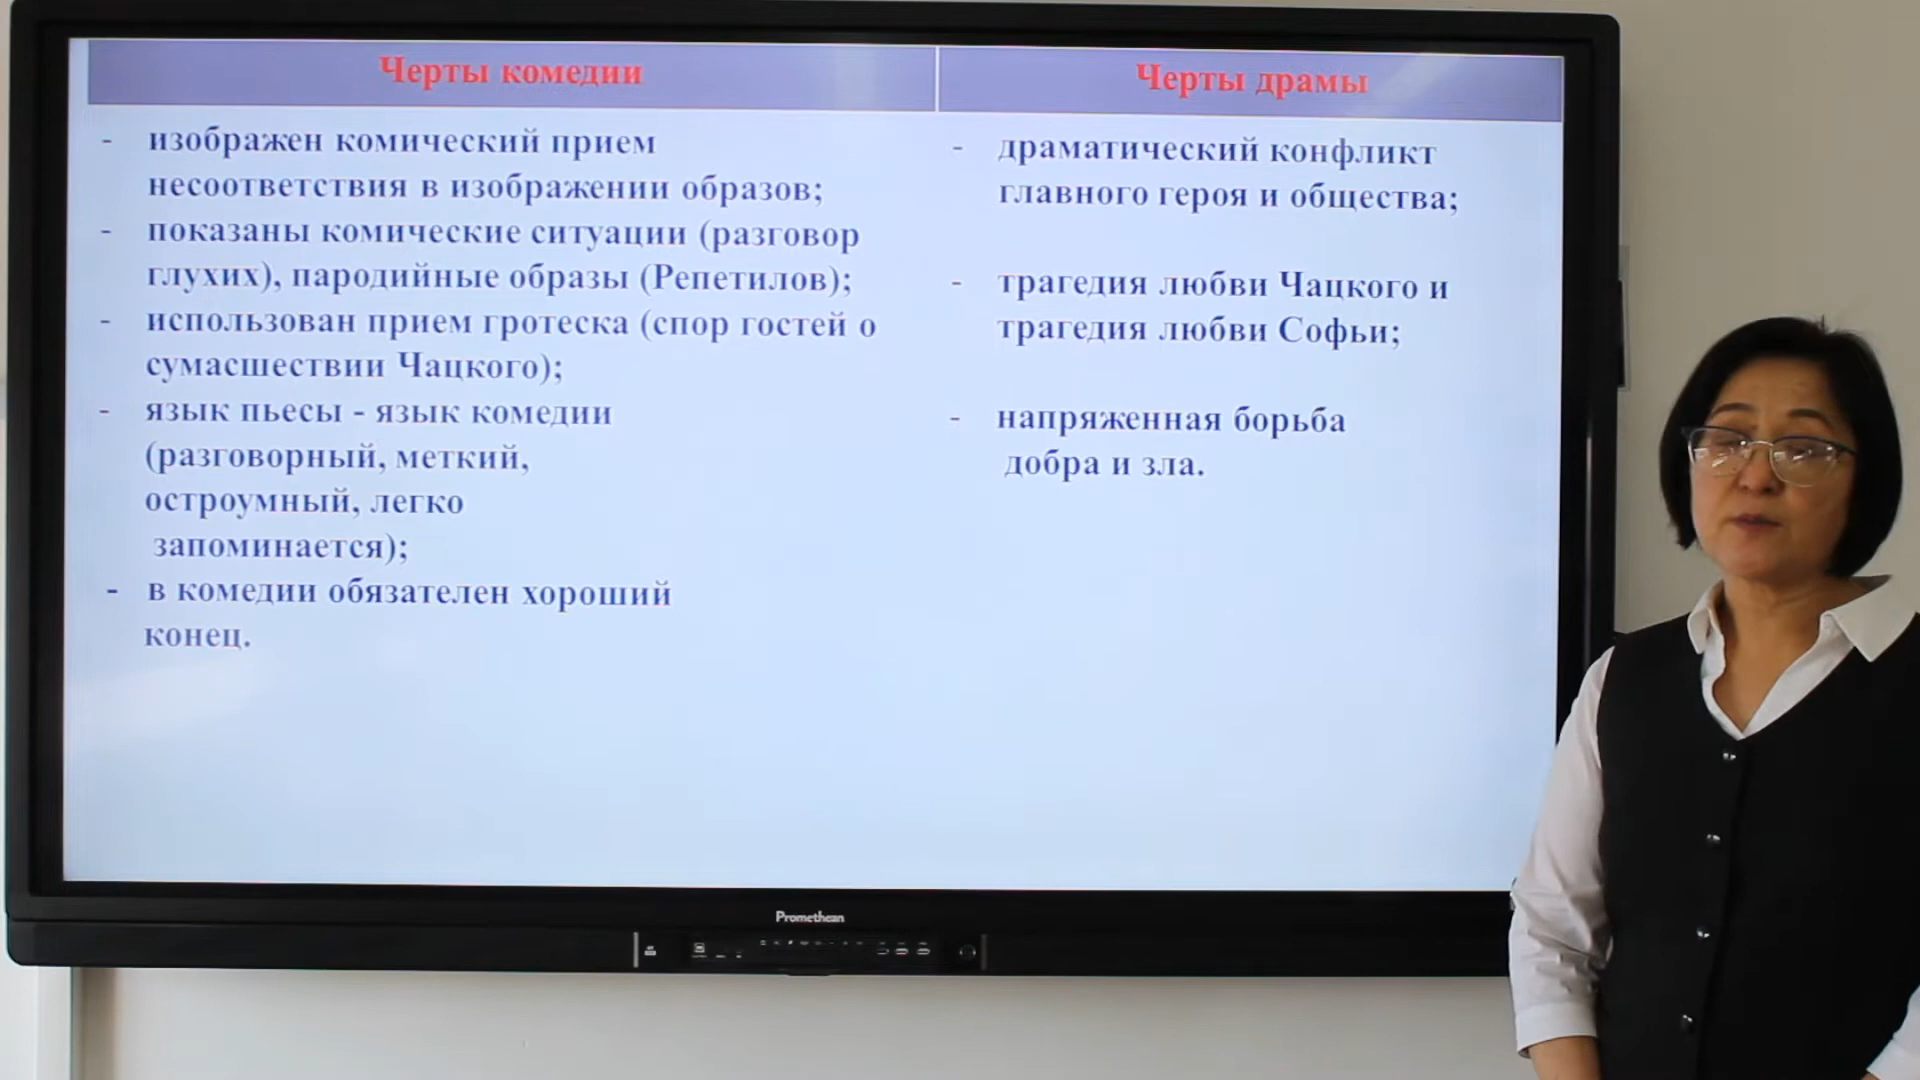 Черты комедии
Черты драмы
- изображен комический прием
несоответствия в изображении образов;
- показаны комические ситуации (разговор
глухих), пародийные образы (Репетилов);
- использован прием гротеска (спор гостей о
сумасшествии Чацкого);
- язык пьесы - язык комедии
(разговорный, меткий,
остроумный, легко
запоминается);
- в комедии обязателен хороший
конец.
- драматический конфликт
главного героя и общества;
- трагедия любви Чацкого и
трагедия любви Софьи;
- напряженная борьба
добра и зла.
Promethean